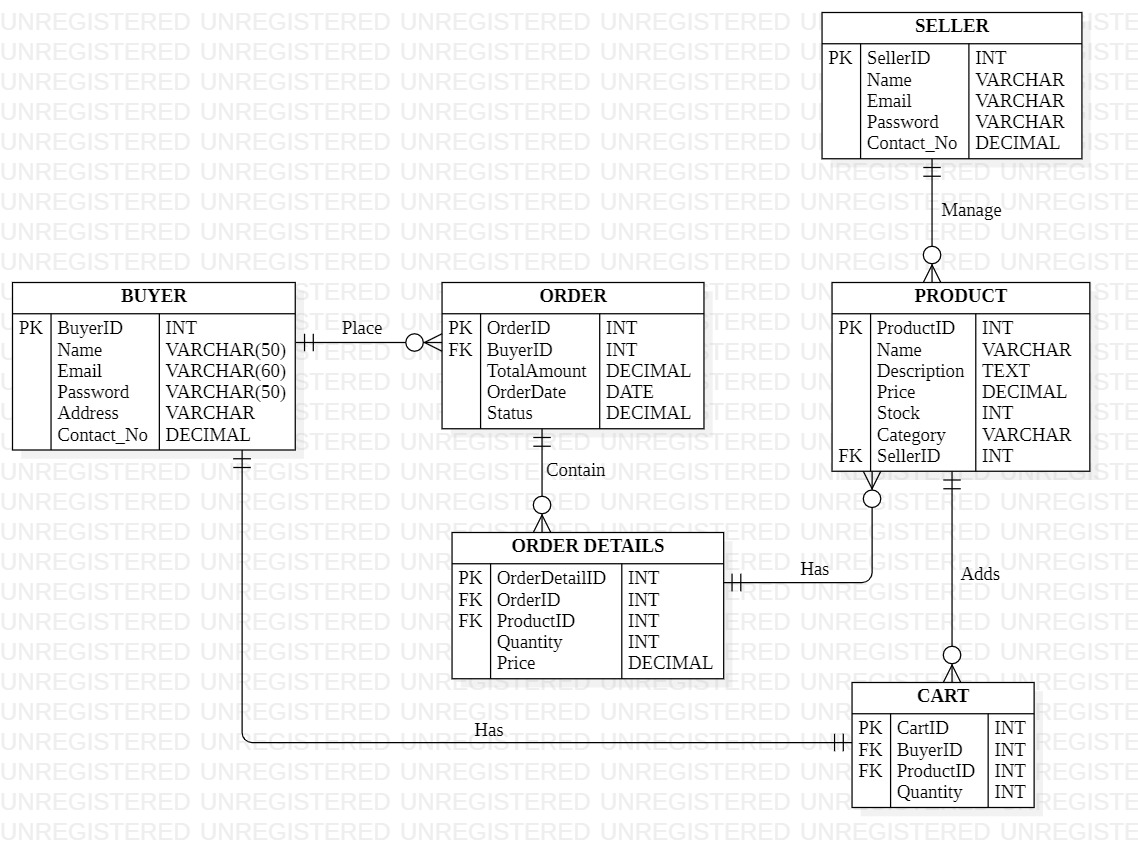 SELLER
PK SellerID INT
Name VARCHAR
Email VARCHAR
Password VARCHAR
Contact_No DECIMAL
Manage
BUYER
PK BuyerID INT
Name VARCHAR(50)
Email VARCHAR(60)
Password VARCHAR(50)
Address VARCHAR
Contact_No DECIMAL
Place
ORDER
PK OrderID INT
FK BuyerID INT
TotalAmount DECIMAL
OrderDate DATE
Status DECIMAL
PRODUCT
PK ProductID INT
Name VARCHAR
Description TEXT
Price DECIMAL
Stock INT
Category VARCHAR
FK SellerID INT
Contain
ORDER DETAILS
PK OrderDetailID INT
FK OrderID INT
FK ProductID INT
Quantity INT
Price DECIMAL
Has
Adds
Has
CART
PK CartID INT
FK BuyerID INT
FK ProductID INT
Quantity INT
UNREGISTERED